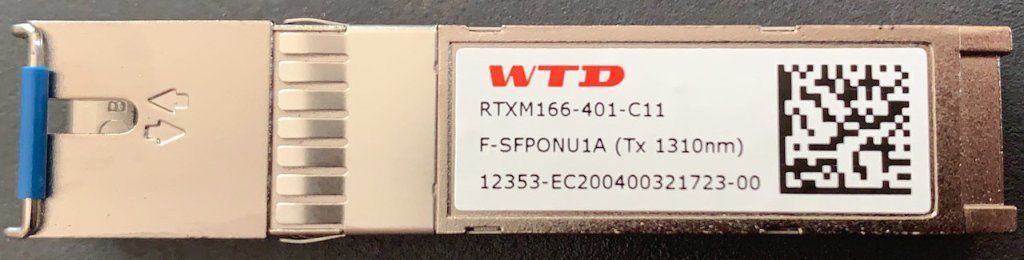 WTD
RTXM166-401-C11
F-SFPONU1A (Tx 1310nm)
12353-EC200400321723-00